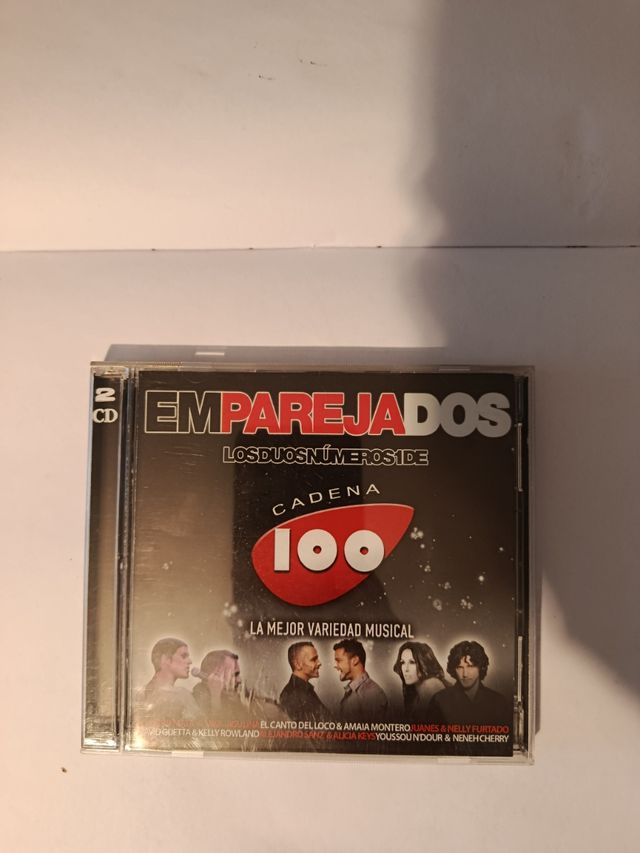 2
CD
EMPAREJADOS
LOS DUOS NÚMEROS 1 DE
CADENA
100
LA MEJOR VARIEDAD MUSICAL
EL CANTO DEL LOCO & AMAIA MONTERO JUANES & NELLY FURTADO
GUETTA & KELLY ROWLAND ALEJANDRO SANZ & ALICIA KEYS YOUSSOU N'DOUR & NENEH CHERRY